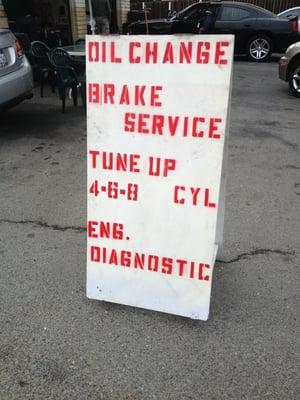 OIL CHANGE
BRAKE
SERVICE
TUNE UP
4-6-8 CYL
ENG.
DIAGNOSTIC